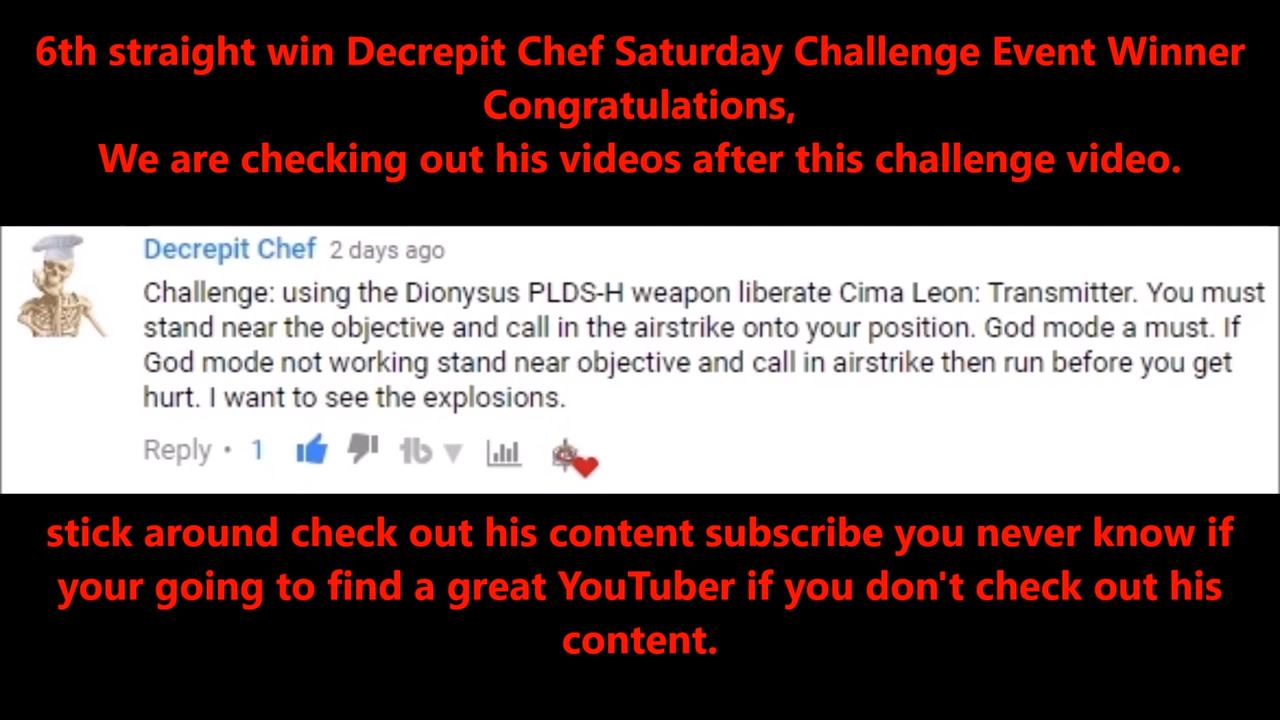 6th straight win Decrepit Chef Saturday Challenge Event Winner
Congratulations,
We are checking out his videos after this challenge video.
Decrepit Chef 2 days ago
Challenge: using the Dionysus PLDS-H weapon liberate Cima Leon: Transmitter. You must
stand near the objective and call in the airstrike onto your position. God mode a must. If
God mode not working stand near objective and call in airstrike then run before you get
hurt. I want to see the explosions.
Reply • 1
stick around check out his content subscribe you never know if
your going to find a great YouTuber if you don't check out his
content.